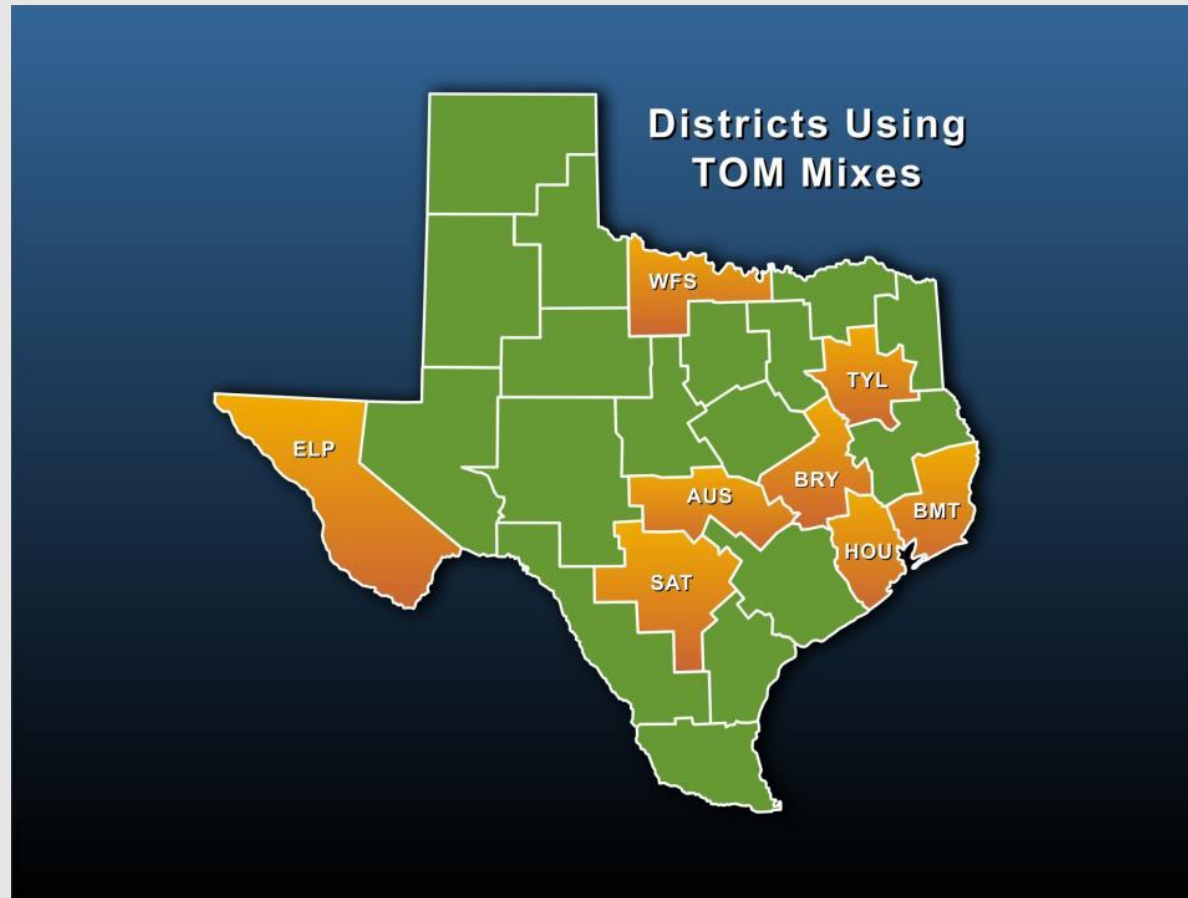 Districts Using
TOM Mixes
WFS
TYL
ELP
BRY
AUS
BMT
HOU
SAT